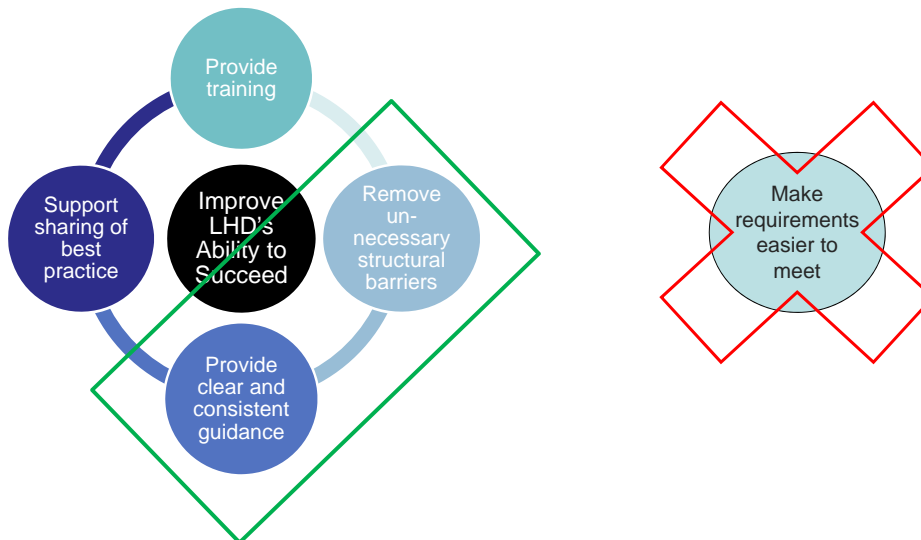 Provide
training
Support
sharing of
best
practice
Improve
LHD's
Ability to
Succeed
Remove
un-
necessary
structural
barriers
Provide
clear and
consistent
guidance
Make
requirements
easier to
meet